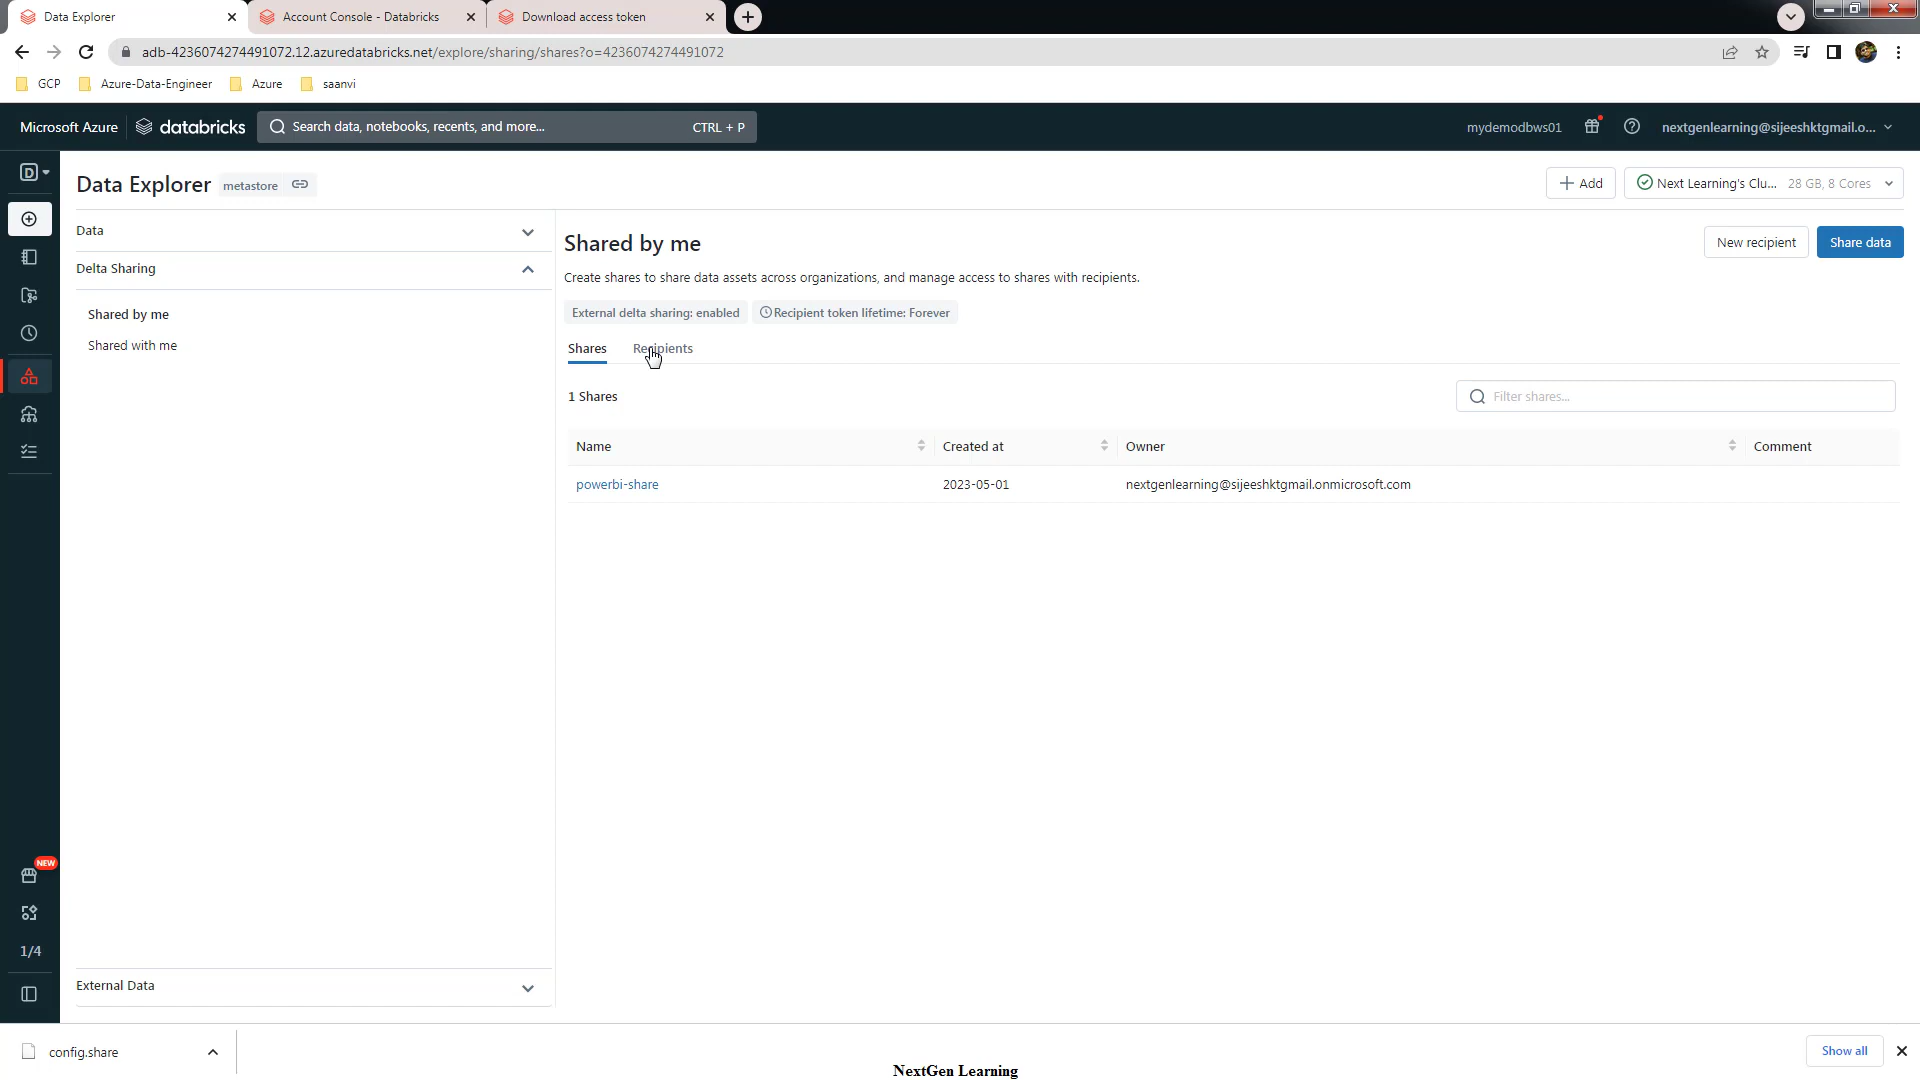 Data Explorer
Account Console - Databricks
Download access token
adb-4236074274491072.12.azuredatabricks.net/explore/sharing/shares?o=4236074274491072
GCP
Azure-Data-Engineer
Azure
saanvi
Microsoft Azure
databricks
Search data, notebooks, recents, and more...
CTRL + P
mydemodbws01
nextgenlearning@sijeeshktgmail.o...
D
Data Explorer
metastore
Add
Next Learning's Clu...
28 GB, 8 Cores
Data
Delta Sharing
Shared by me
Shared with me
Shared by me
New recipient
Share data
Create shares to share data assets across organizations, and manage access to shares with recipients.
External delta sharing: enabled
Recipient token lifetime: Forever
Shares
Recipients
1 Shares
Filter shares...
Name
Created at
Owner
Comment
powerbi-share
2023-05-01
nextgenlearning@sijeeshktgmail.onmicrosoft.com
NEW
1/4
External Data
config.share
Show all
NextGen Learning